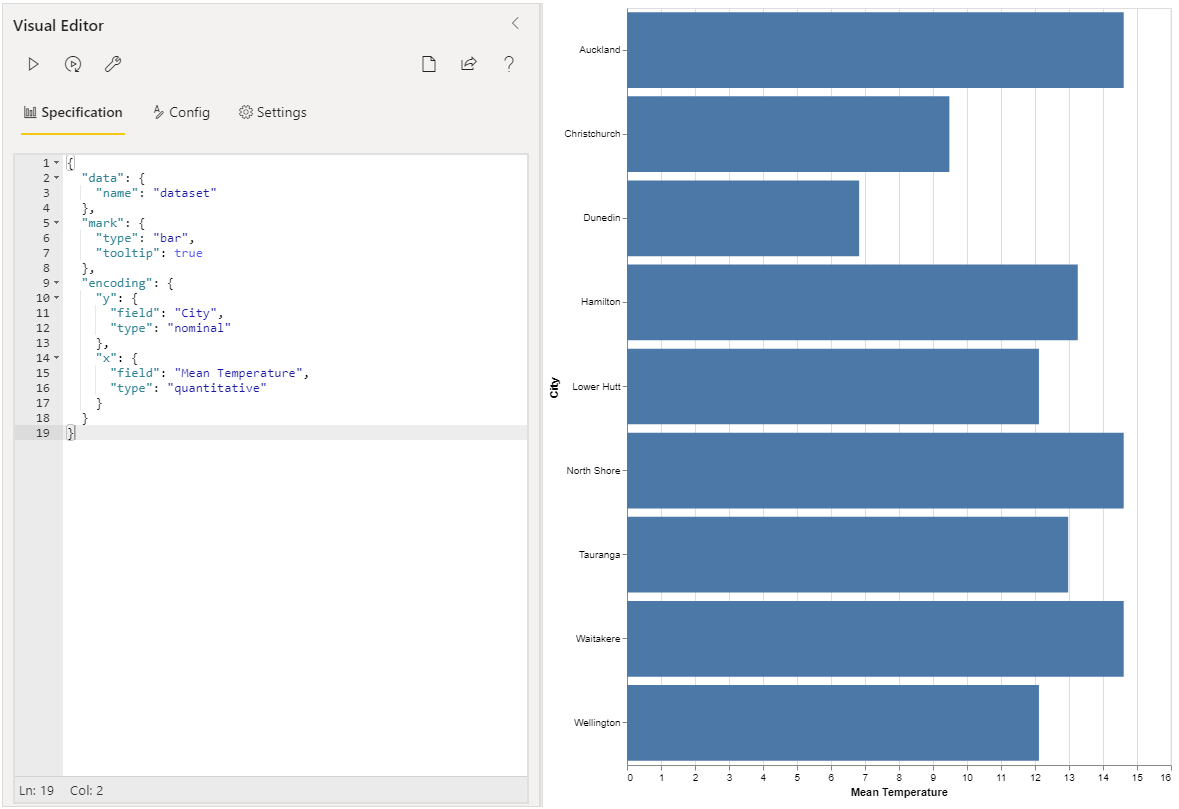 Visual Editor
Specification
Config
Settings
1 {
2 "data": {
3 "name": "dataset"
4 },
5 "mark": {
6 "type": "bar",
7 "tooltip": true
8 },
9 "encoding": {
10 "y": {
11 "field": "City",
12 "type": "nominal"
13 },
14 "x": {
15 "field": "Mean Temperature",
16 "type": "quantitative"
17 }
18 }
19 }
Ln: 19 Col: 2
City
Auckland
Christchurch
Dunedin
Hamilton
Lower Hutt
North Shore
Tauranga
Waitakere
Wellington
0 1 2 3 4 5 6 7 8 9 10 11 12 13 14 15 16
Mean Temperature